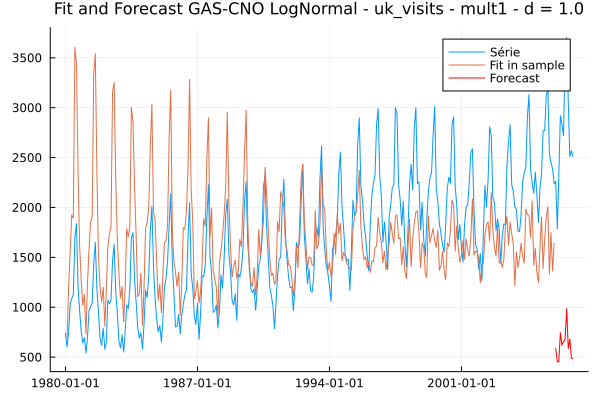 Fit and Forecast GAS-CNO LogNormal - uk_visits - mult1 - d = 1.0
Série
Fit in sample
Forecast
3500
3000
2500
2000
1500
1000
500
1980-01-01 1987-01-01 1994-01-01 2001-01-01